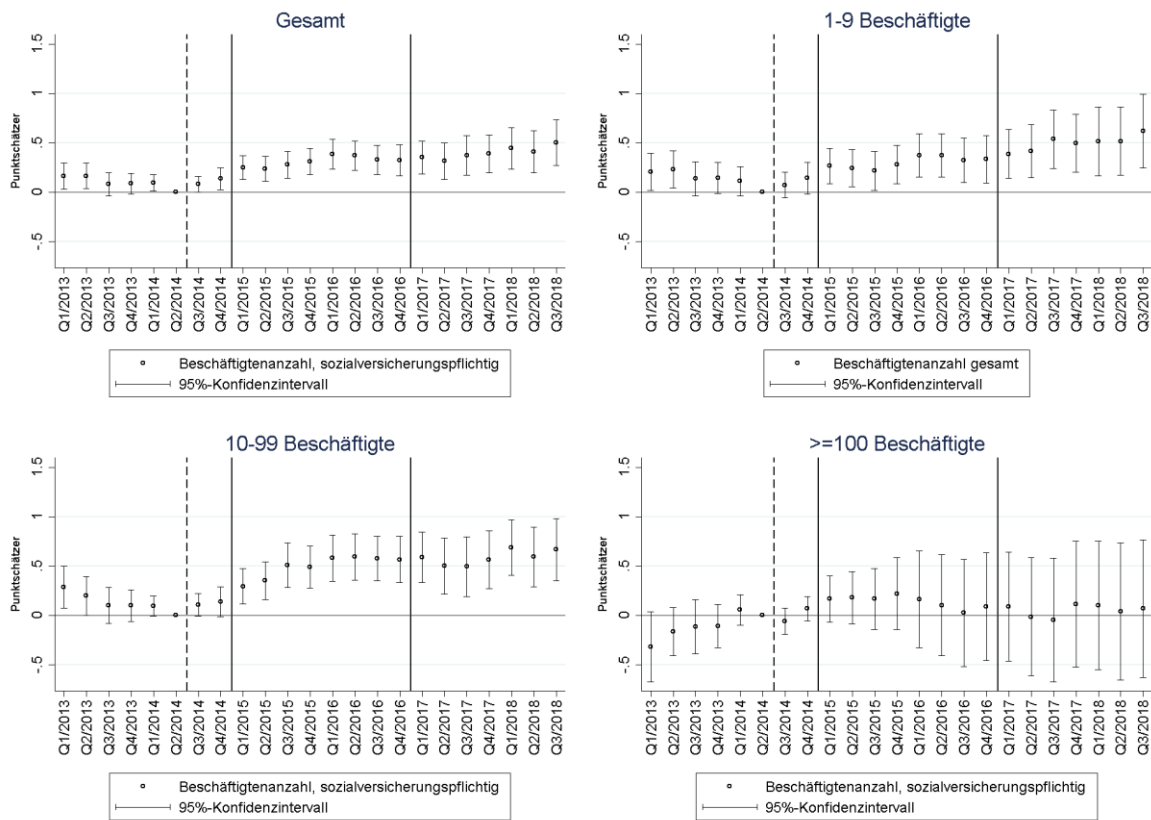 Gesamt
1-9 Beschäftigte
Punktschätzer
1.5
1
.5
0
-.5
Q1/2013
Q2/2013
Q3/2013
Q4/2013
Q1/2014
Q2/2014
Q3/2014
Q4/2014
Q1/2015
Q2/2015
Q3/2015
Q4/2015
Q1/2016
Q2/2016
Q3/2016
Q4/2016
Q1/2017
Q2/2017
Q3/2017
Q4/2017
Q1/2018
Q2/2018
Q3/2018
Beschäftigtenanzahl, sozialversicherungspflichtig
95%-Konfidenzintervall
Punktschätzer
1.5
1
.5
0
-.5
Q1/2013
Q2/2013
Q3/2013
Q4/2013
Q1/2014
Q2/2014
Q3/2014
Q4/2014
Q1/2015
Q2/2015
Q3/2015
Q4/2015
Q1/2016
Q2/2016
Q3/2016
Q4/2016
Q1/2017
Q2/2017
Q3/2017
Q4/2017
Q1/2018
Q2/2018
Q3/2018
Beschäftigtenanzahl gesamt
95%-Konfidenzintervall
10-99 Beschäftigte
>=100 Beschäftigte
Punktschätzer
1.5
1
.5
0
-.5
Q1/2013
Q2/2013
Q3/2013
Q4/2013
Q1/2014
Q2/2014
Q3/2014
Q4/2014
Q1/2015
Q2/2015
Q3/2015
Q4/2015
Q1/2016
Q2/2016
Q3/2016
Q4/2016
Q1/2017
Q2/2017
Q3/2017
Q4/2017
Q1/2018
Q2/2018
Q3/2018
Beschäftigtenanzahl, sozialversicherungspflichtig
95%-Konfidenzintervall
Punktschätzer
1.5
1
.5
0
-.5
Q1/2013
Q2/2013
Q3/2013
Q4/2013
Q1/2014
Q2/2014
Q3/2014
Q4/2014
Q1/2015
Q2/2015
Q3/2015
Q4/2015
Q1/2016
Q2/2016
Q3/2016
Q4/2016
Q1/2017
Q2/2017
Q3/2017
Q4/2017
Q1/2018
Q2/2018
Q3/2018
Beschäftigtenanzahl, sozialversicherungspflichtig
95%-Konfidenzintervall